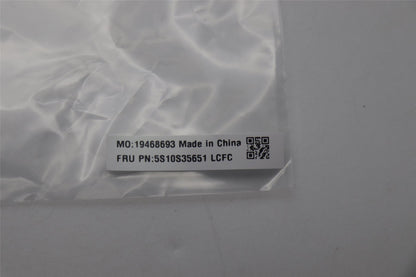 MO:19468693 Made in China
FRU PN:5S10S35651 LCFC